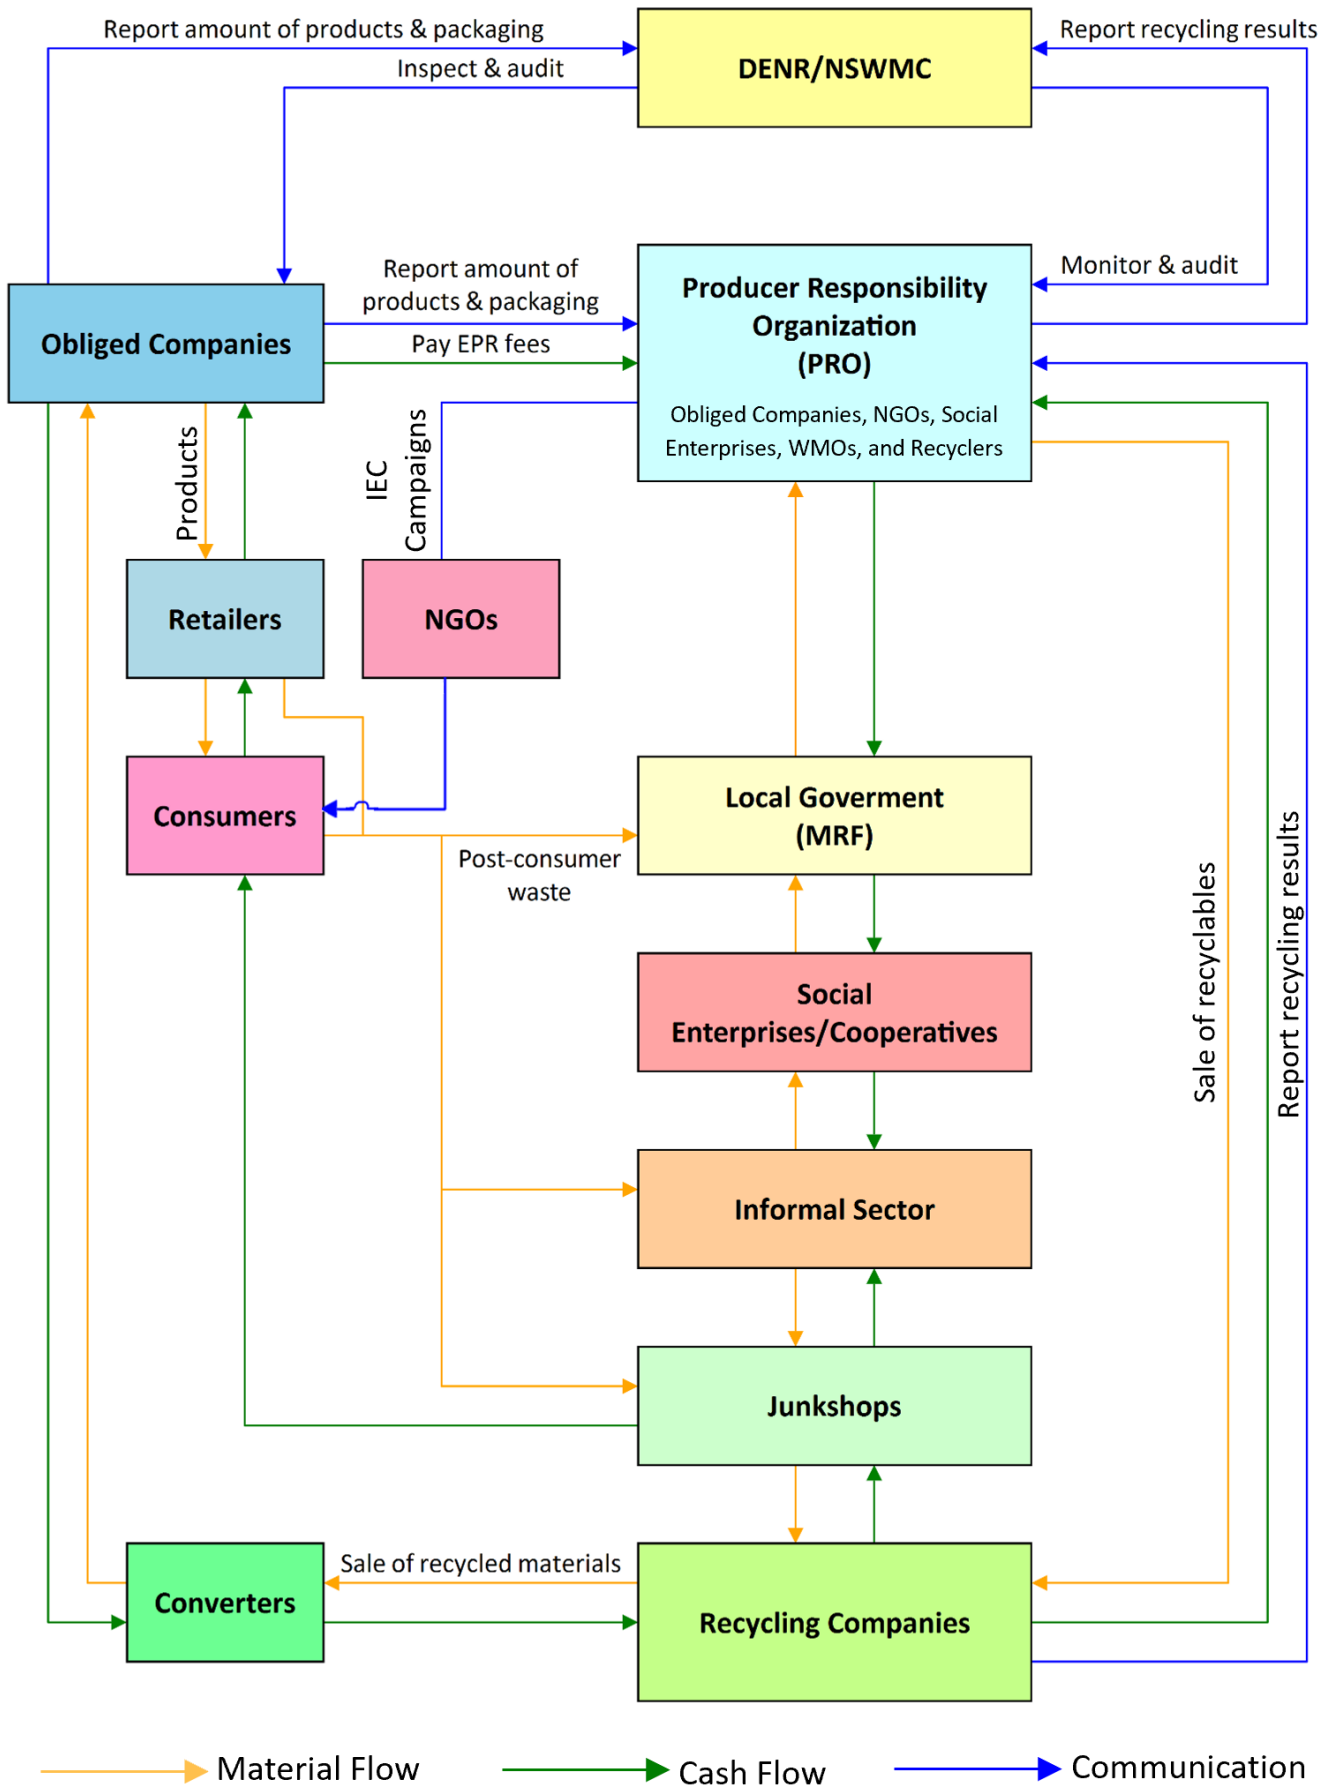 Report amount of products & packaging
Report recycling results
DENR/NSWMC
Inspect & audit
Report amount of
products & packaging
Monitor & audit
Producer Responsibility
Organization
(PRO)
Obliged Companies
Pay EPR fees
Obliged Companies, NGOs, Social
Enterprises, WMOs, and Recyclers
Products
IEC
Campaigns
Retailers
NGOs
Consumers
Local Goverment
(MRF)
Post-consumer
waste
Social
Enterprises/Cooperatives
Sale of recyclables
Report recycling results
Informal Sector
Junkshops
Sale of recycled materials
Converters
Recycling Companies
Material Flow
Cash Flow
Communication